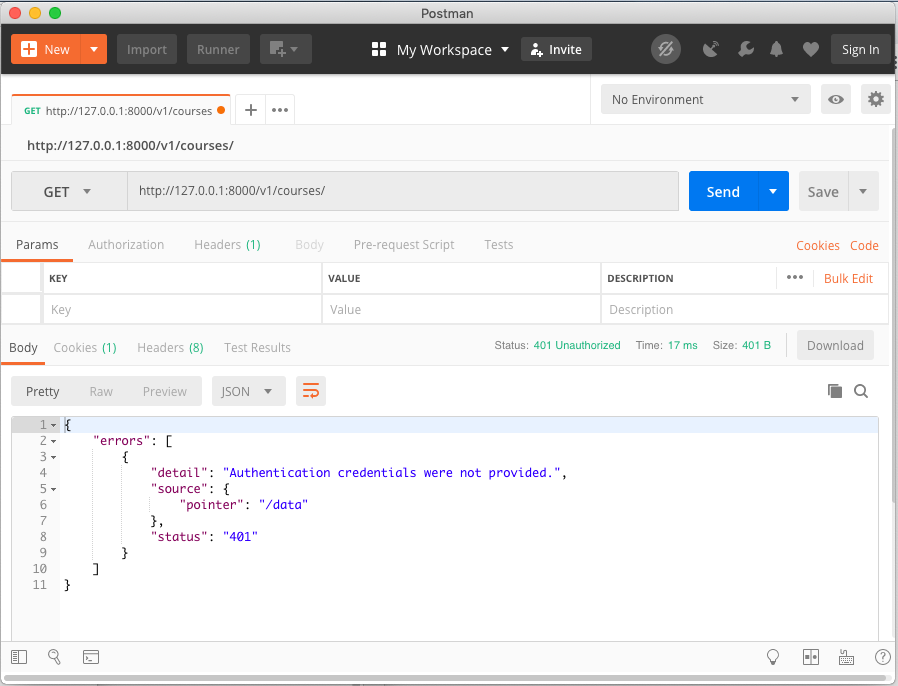 Postman
New Import Runner My Workspace Invite Sign In
GET http://127.0.0.1:8000/v1/courses No Environment
http://127.0.0.1:8000/v1/courses/
GET http://127.0.0.1:8000/v1/courses/ Send Save
Params Authorization Headers (1) Body Pre-request Script Tests Cookies Code
KEY VALUE DESCRIPTION Bulk Edit
Key Value Description
Body Cookies (1) Headers (8) Test Results Status: 401 Unauthorized Time: 17 ms Size: 401 B Download
Pretty Raw Preview JSON
1 {
2 "errors": [
3 {
4 "detail": "Authentication credentials were not provided.",
5 "source": {
6 "pointer": "/data"
7 },
8 "status": "401"
9 }
10 ]
11 }